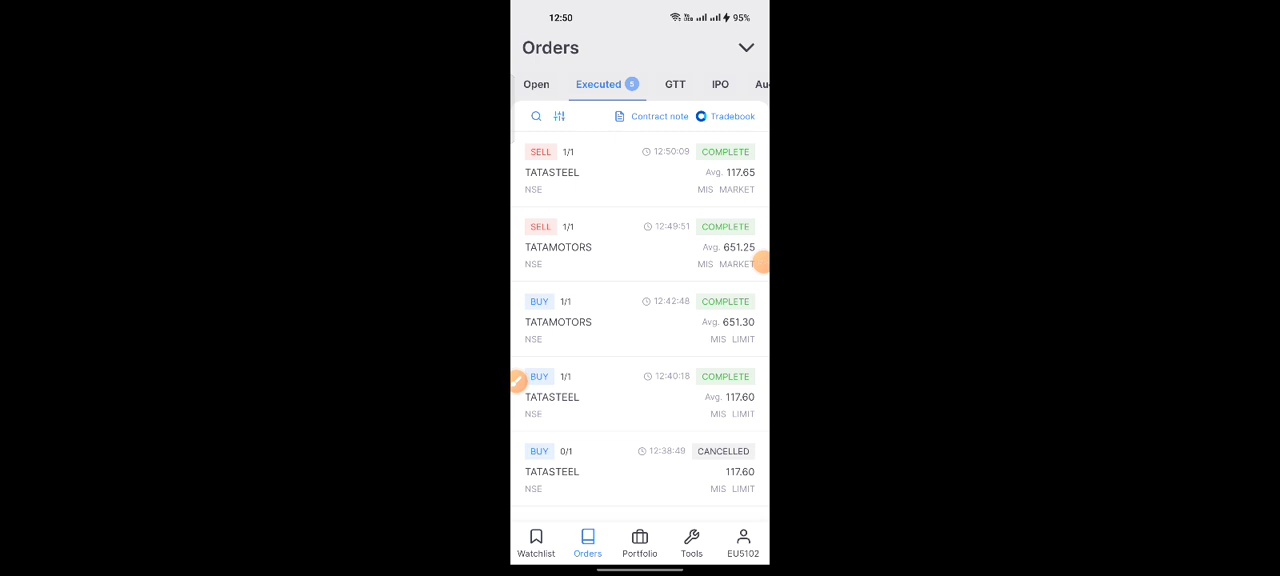 12:50 95%
Orders
Open Executed 5 GTT IPO Au
Contract note Tradebook
SELL 1/1 12:50:09 COMPLETE
TATASTEEL Avg. 117.65
NSE MIS MARKET
SELL 1/1 12:49:51 COMPLETE
TATAMOTORS Avg. 651.25
NSE MIS MARKET
BUY 1/1 12:42:48 COMPLETE
TATAMOTORS Avg. 651.30
NSE MIS LIMIT
BUY 1/1 12:40:18 COMPLETE
TATASTEEL Avg. 117.60
NSE MIS LIMIT
BUY 0/1 12:38:49 CANCELLED
TATASTEEL 117.60
NSE MIS LIMIT
Watchlist Orders Portfolio Tools EU5102